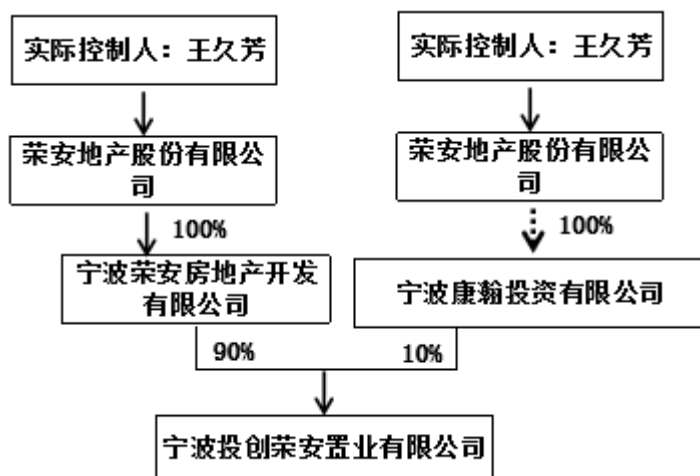 实际控制人：王久芳
实际控制人：王久芳
荣安地产股份有限公
司
荣安地产股份有限公
司
100%
100%
宁波荣安房地产开发
有限公司
宁波康瀚投资有限公司
90%
10%
宁波投创荣安置业有限公司